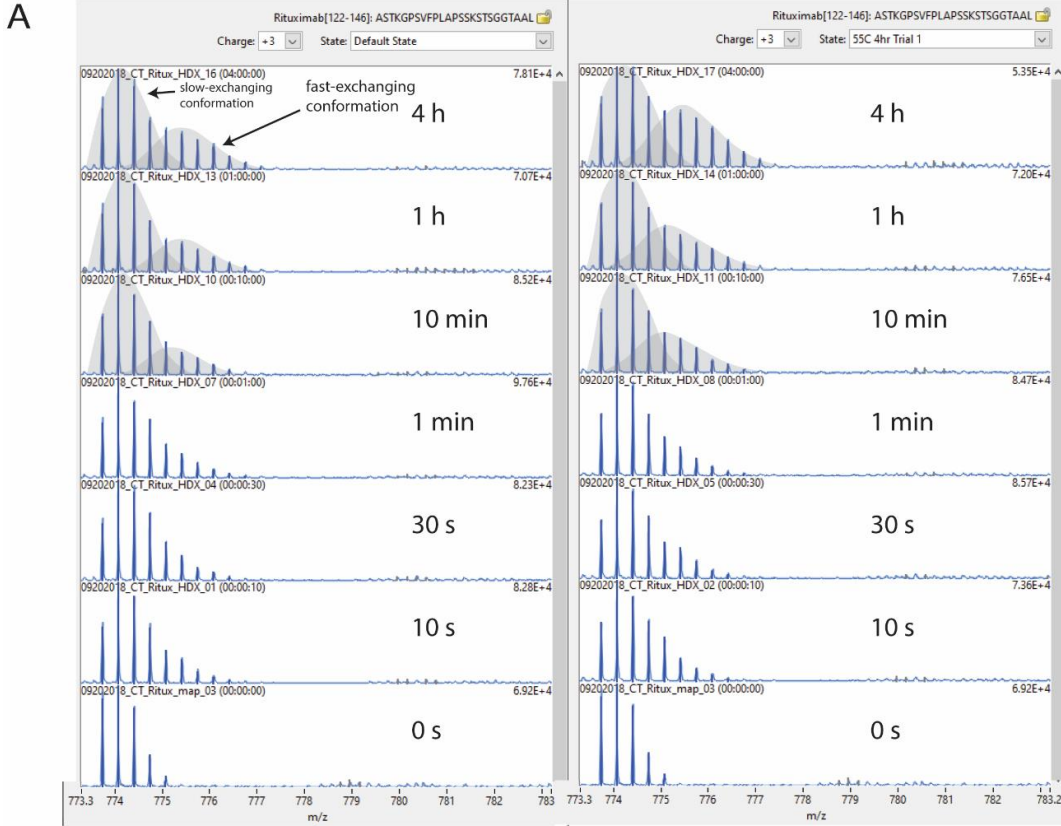 A
Rituximab[122-146]: ASTKGPSVFPLAPSSKSTSGGTAAL
Charge: +3 State: Default State
09202018_CT_Ritux_HDX_16 (04:00:00) 7.81E+4
slow-exchanging
conformation
fast-exchanging
conformation
4 h
09202018_CT_Ritux_HDX_13 (01:00:00) 7.07E+4
1 h
09202018_CT_Ritux_HDX_10 (00:10:00) 8.52E+4
10 min
09202018_CT_Ritux_HDX_07 (00:01:00) 9.76E+4
1 min
09202018_CT_Ritux_HDX_04 (00:00:30) 8.23E+4
30 s
09202018_CT_Ritux_HDX_01 (00:00:10) 8.28E+4
10 s
09202018_CT_Ritux_map_03 (00:00:00) 6.92E+4
0 s
773.3 774 775 776 777 778 779 780 781 782 783
m/z
Rituximab[122-146]: ASTKGPSVFPLAPSSKSTSGGTAAL
Charge: +3 State: 55C 4hr Trial 1
09202018_CT_Ritux_HDX_17 (04:00:00) 5.35E+4
4 h
09202018_CT_Ritux_HDX_14 (01:00:00) 7.20E+4
1 h
09202018_CT_Ritux_HDX_11 (00:10:00) 7.65E+4
10 min
09202018_CT_Ritux_HDX_08 (00:01:00) 8.47E+4
1 min
09202018_CT_Ritux_HDX_05 (00:00:30) 8.57E+4
30 s
09202018_CT_Ritux_HDX_02 (00:00:10) 7.36E+4
10 s
09202018_CT_Ritux_map_03 (00:00:00) 6.92E+4
0 s
773.3 774 775 776 777 778 779 780 781 782 783.2
m/z